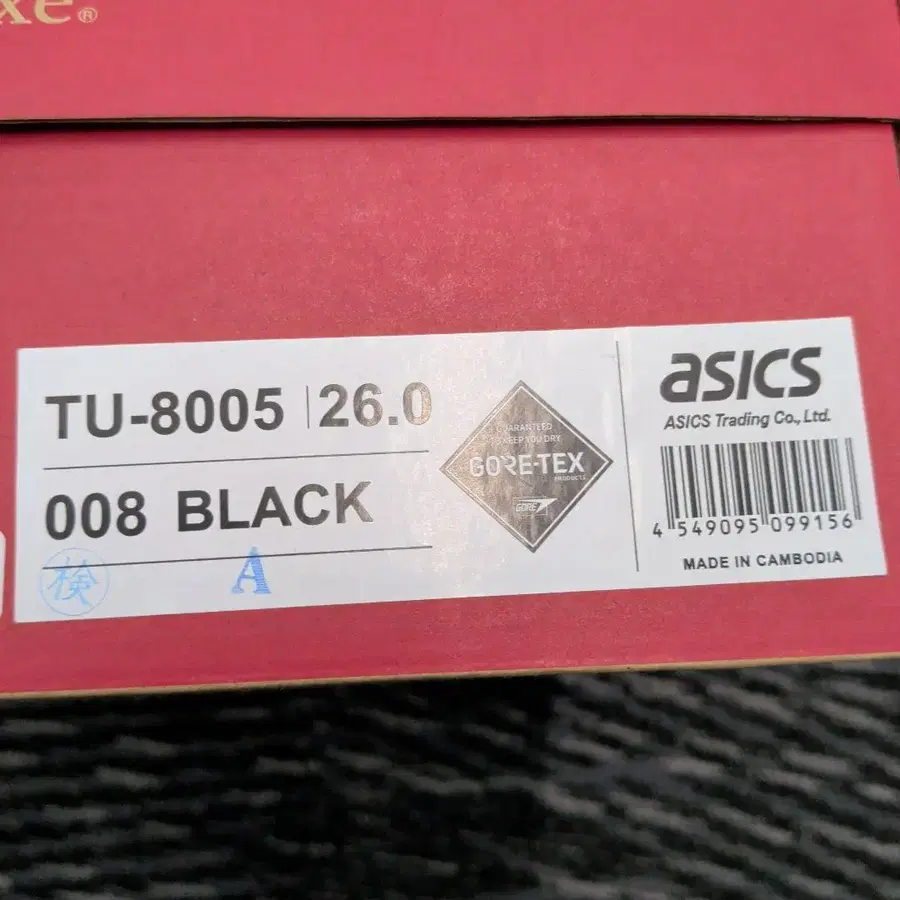 xe®
TU-8005 | 26.0
008 BLACK
検 A
GUARANTEED
TO KEEP YOU DRY
GORE-TEX
PRODUCTS
GORE
asics
ASICS Trading Co., Ltd.
4 549095 099156
MADE IN CAMBODIA